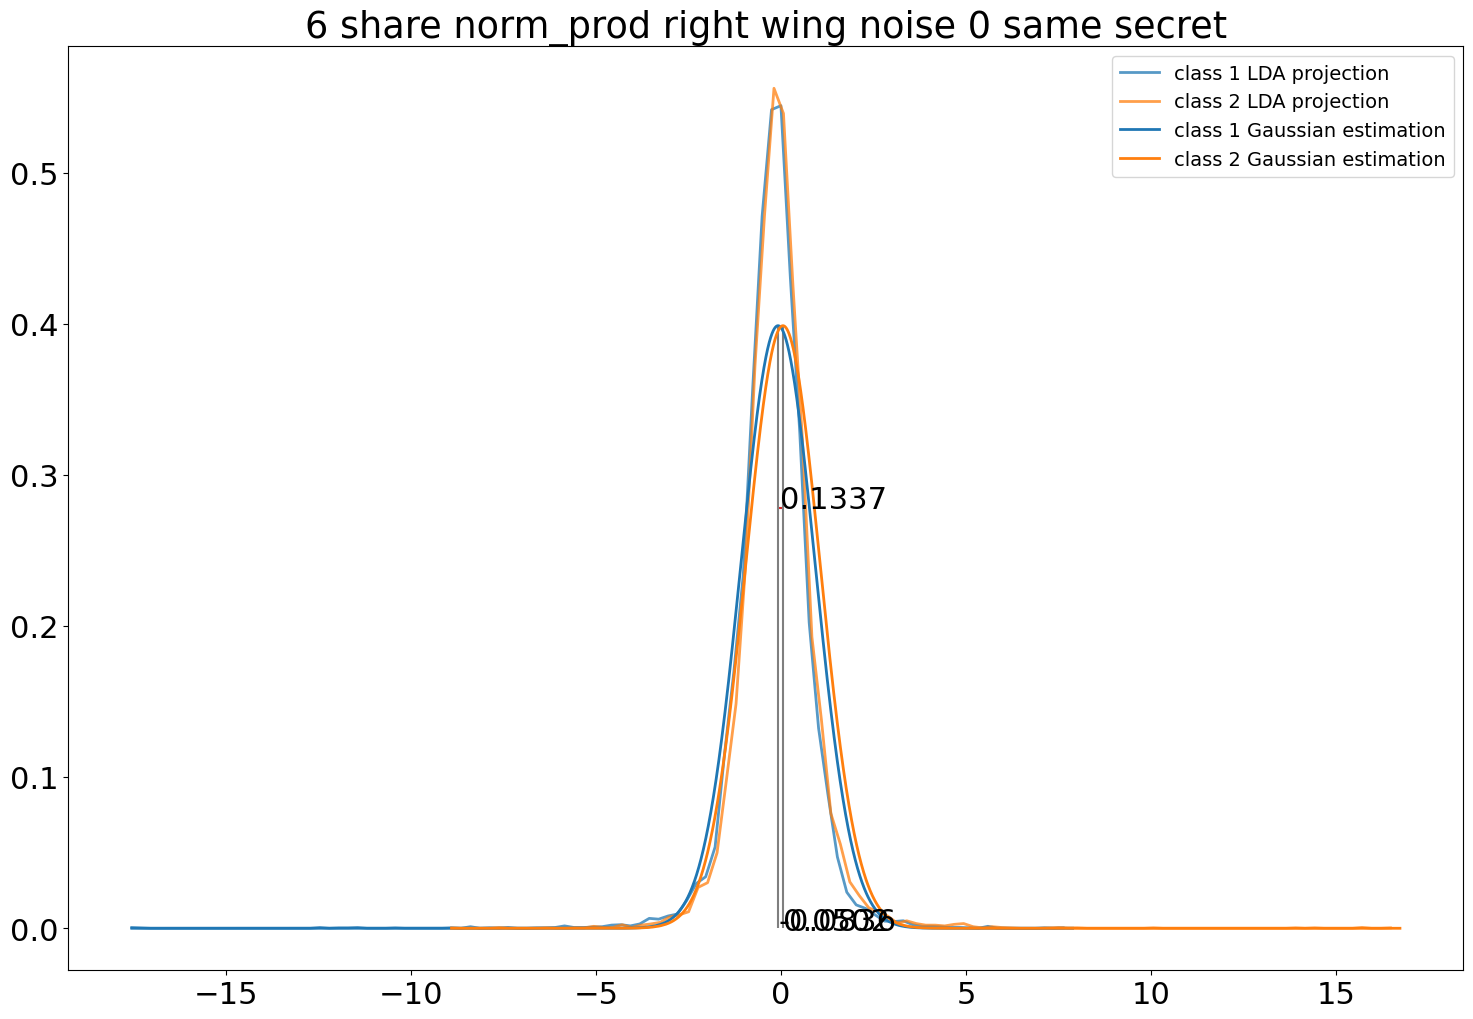 6 share norm_prod right wing noise 0 same secret
class 1 LDA projection
class 2 LDA projection
class 1 Gaussian estimation
class 2 Gaussian estimation
0.5
0.4
0.3
0.2
0.1
0.0
0.1337
−15
−10
−5
0
5
10
15